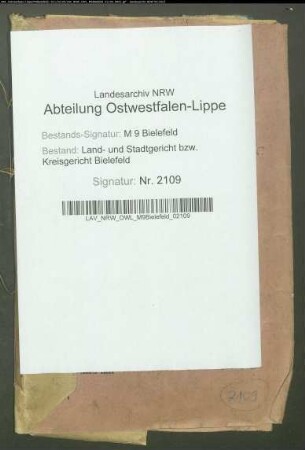 Landesarchiv NRW
Abteilung Ostwestfalen-Lippe
Bestands-Signatur: M 9 Bielefeld
Bestand: Land- und Stadtgericht bzw.
Kreisgericht Bielefeld
Signatur: Nr. 2109
LAV_NRW_OWL_M9Bielefeld_02109
2109